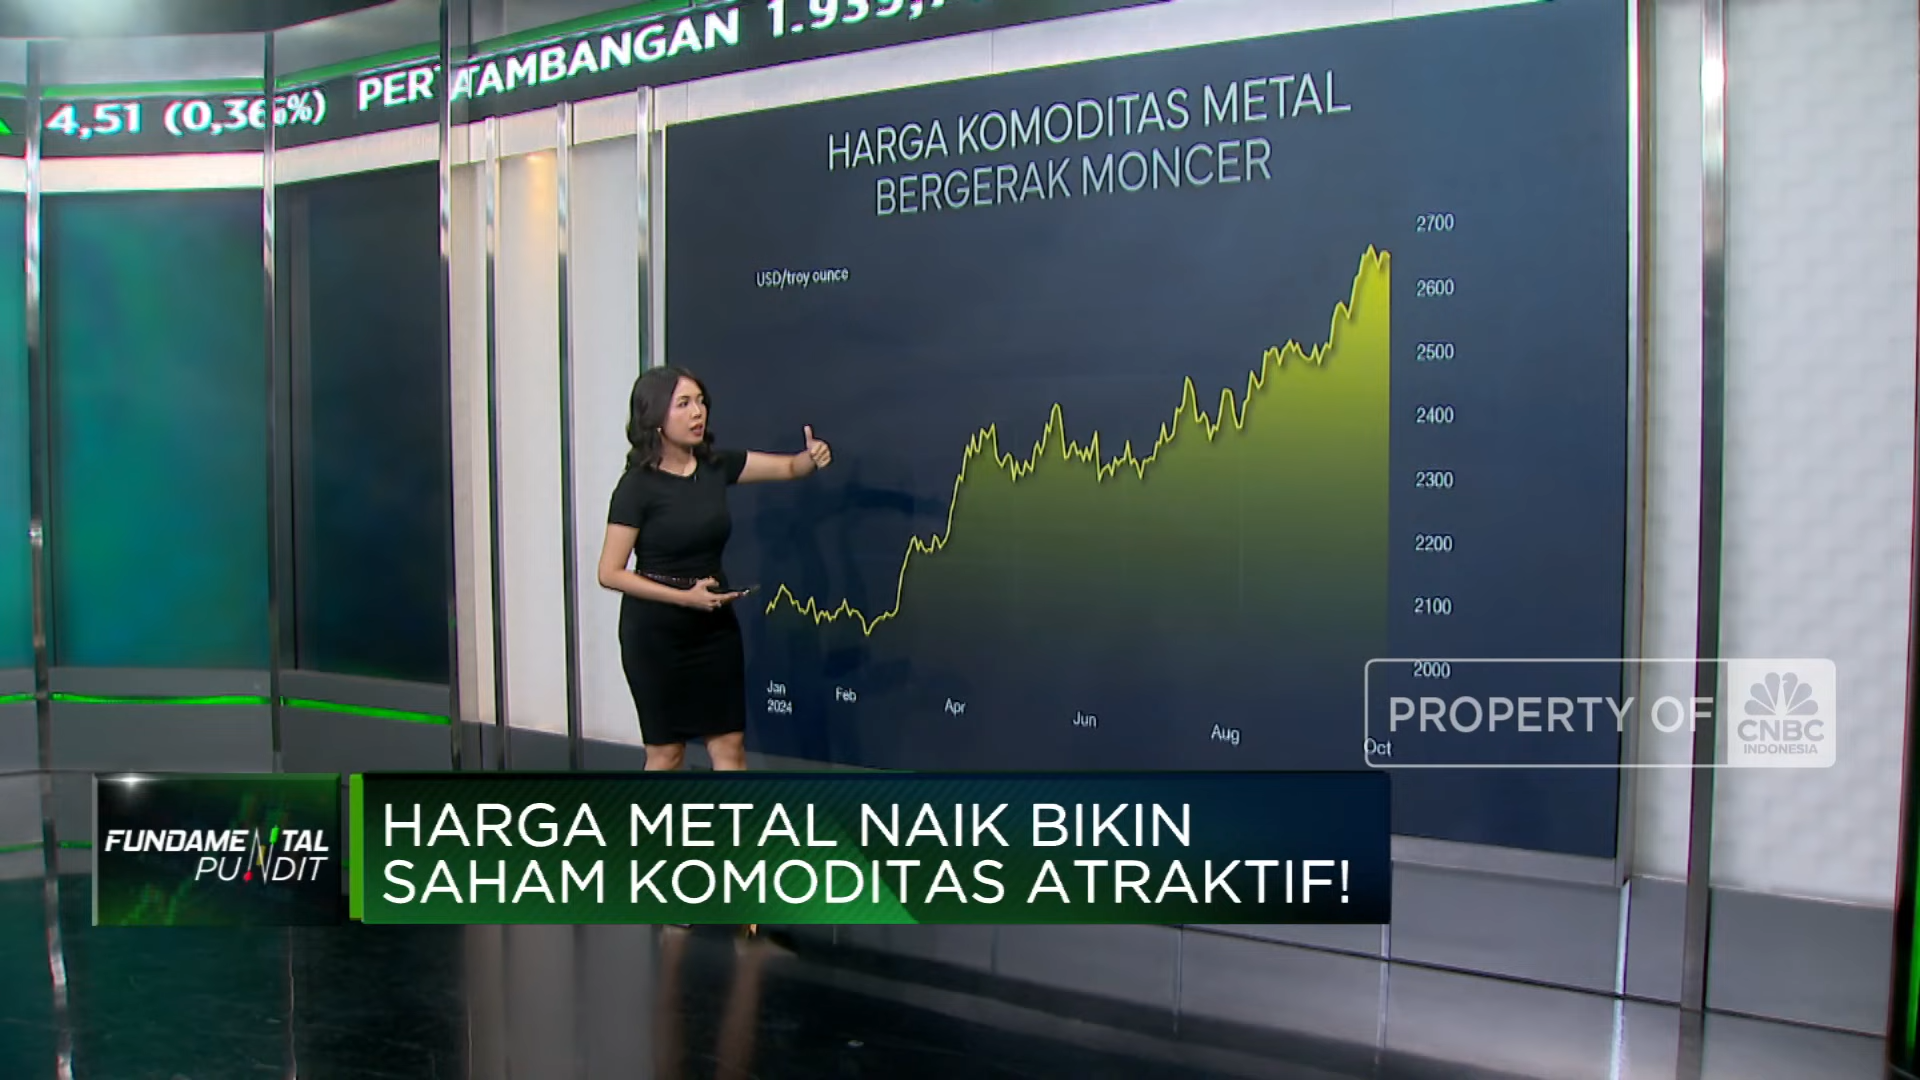 4,51 (0,36%) PERTAMBANGAN
HARGA KOMODITAS METAL
BERGERAK MONCER
USD/troy ounce
2700
2600
2500
2400
2300
2200
2100
2000
Jan
2024
Feb
Apr
Jun
Aug
Oct
PROPERTY OF CNBC
INDONESIA
FUNDAMENTAL
PUNDIT
HARGA METAL NAIK BIKIN
SAHAM KOMODITAS ATRAKTIF!